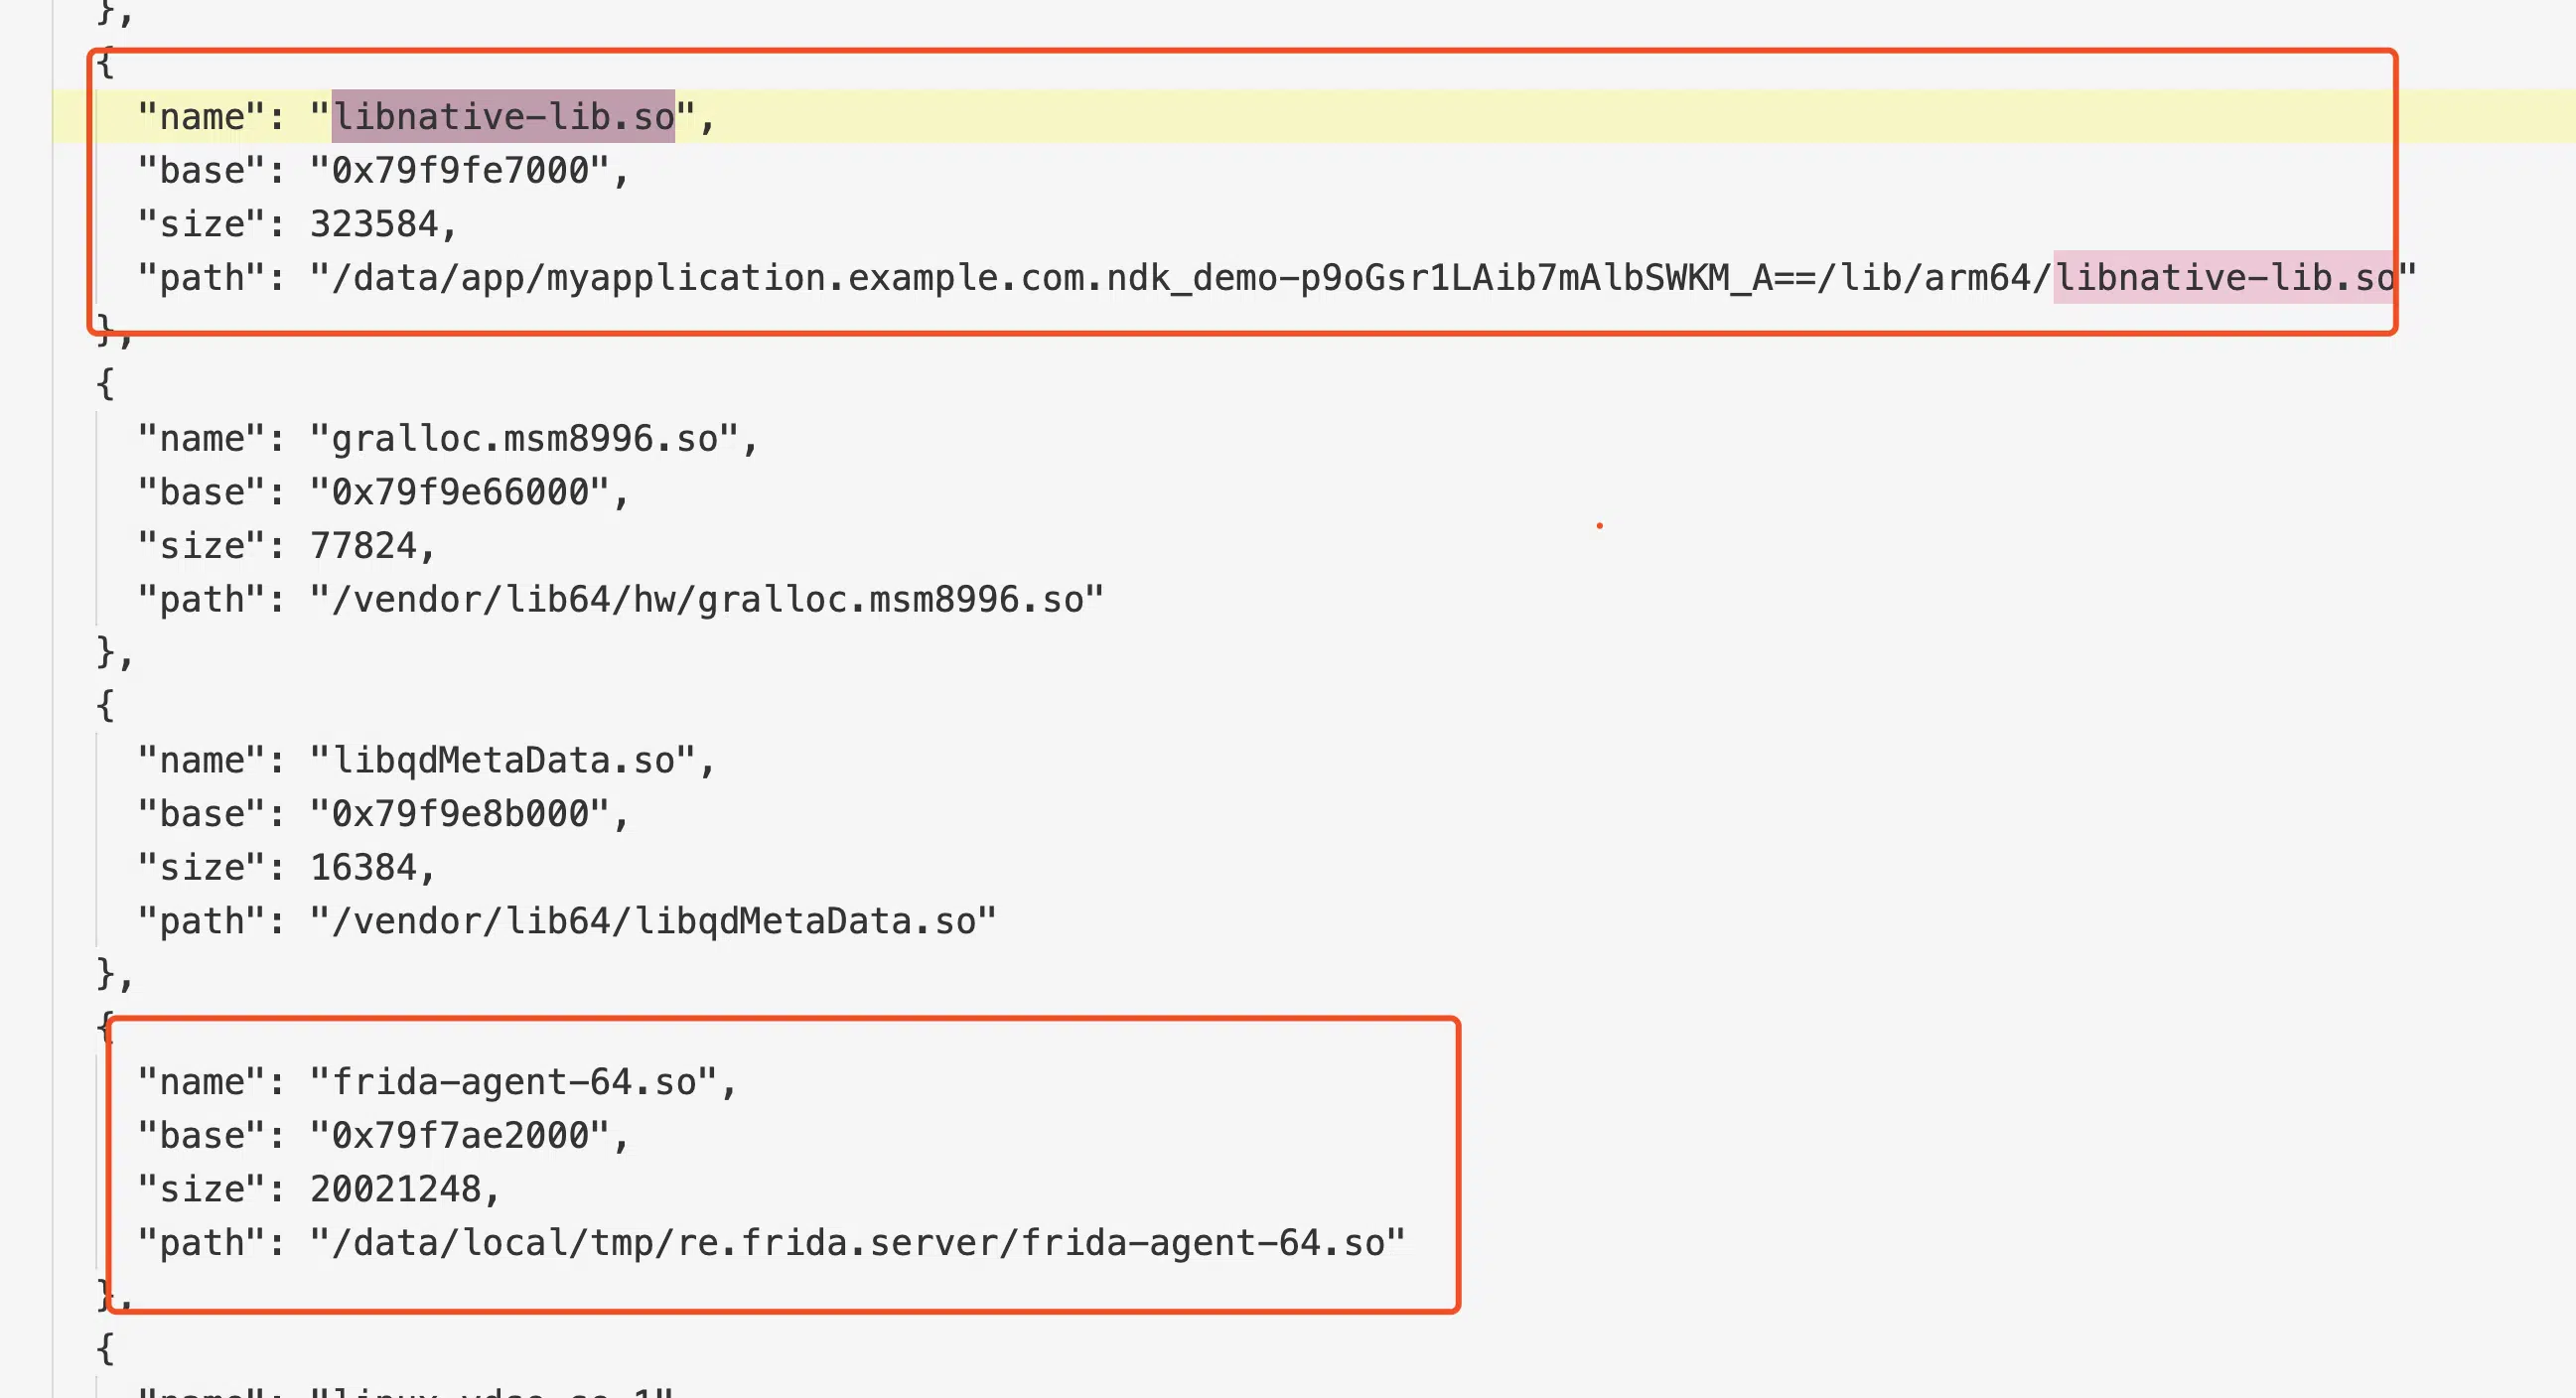 },
{
"name": "libnative-lib.so",
"base": "0x79f9fe7000",
"size": 323584,
"path": "/data/app/myapplication.example.com.ndk_demo-p9oGsr1LAib7mAlbSWKM_A==/lib/arm64/libnative-lib.so"
},
{
"name": "gralloc.msm8996.so",
"base": "0x79f9e66000",
"size": 77824,
"path": "/vendor/lib64/hw/gralloc.msm8996.so"
},
{
"name": "libqdMetaData.so",
"base": "0x79f9e8b000",
"size": 16384,
"path": "/vendor/lib64/libqdMetaData.so"
},
{
"name": "frida-agent-64.so",
"base": "0x79f7ae2000",
"size": 20021248,
"path": "/data/local/tmp/re.frida.server/frida-agent-64.so"
},
{
"name":